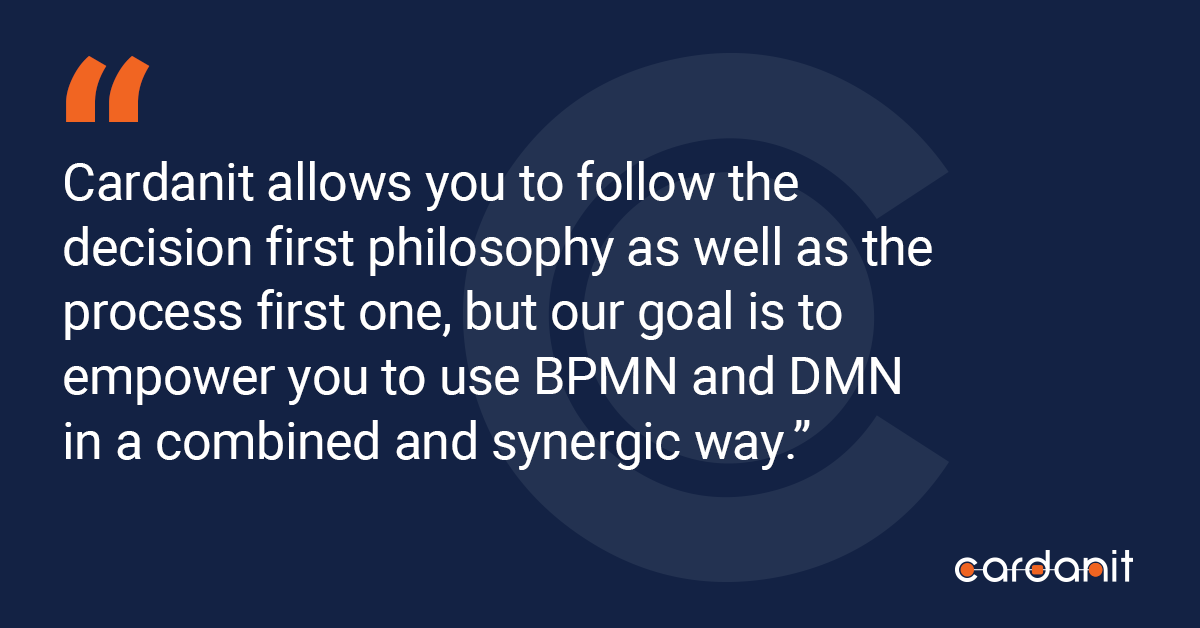 “
Cardanit allows you to follow the
decision first philosophy as well as the
process first one, but our goal is to
empower you to use BPMN and DMN
in a combined and synergic way.”
cardanit